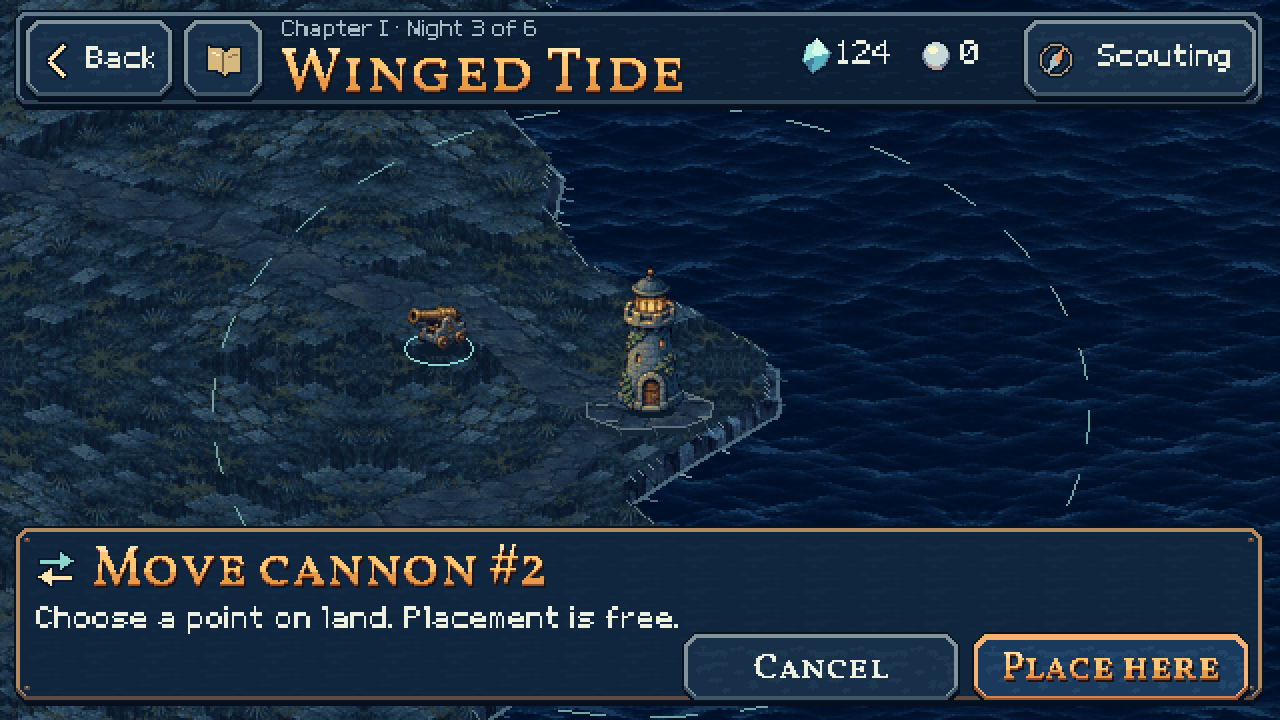 Back
Chapter I · Night 3 of 6
Winged Tide
124
0
Scouting
Move cannon #2
Choose a point on land. Placement is free.
Cancel
Place here